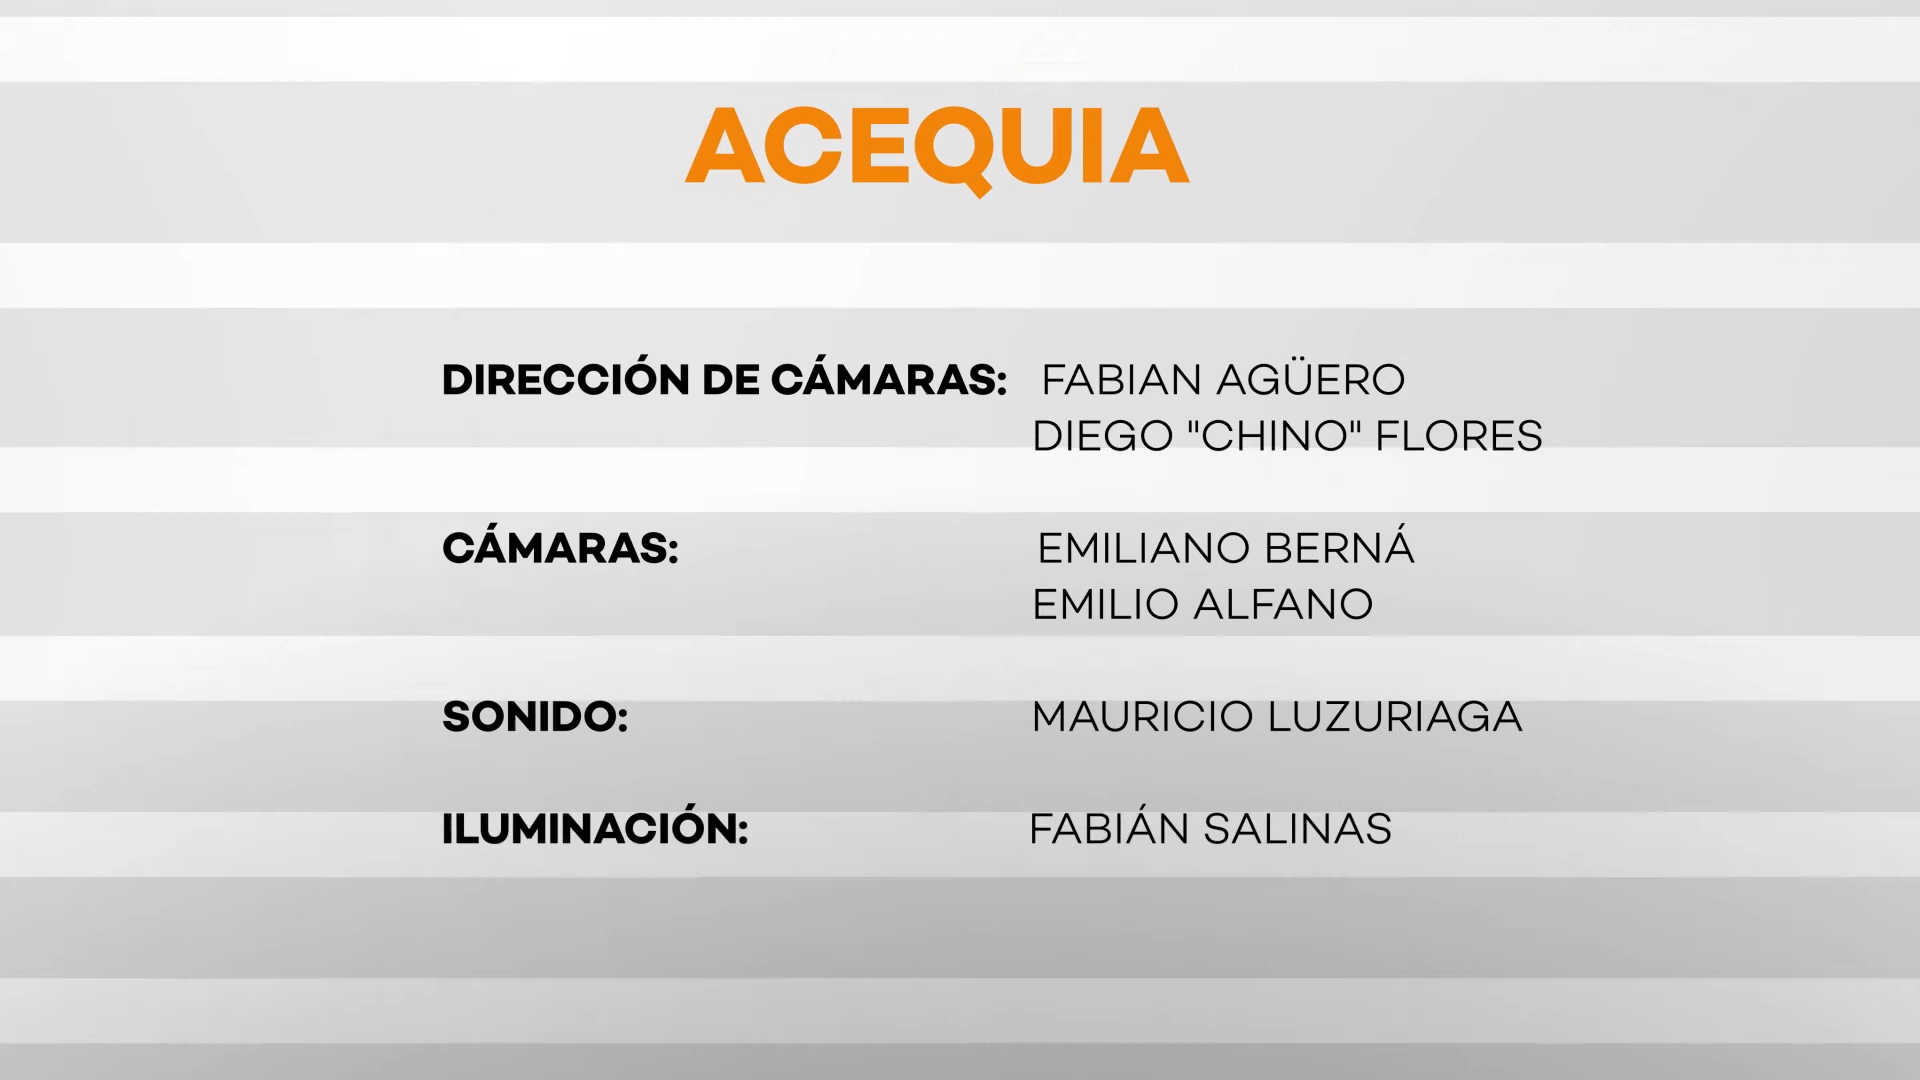 ACEQUIA
DIRECCIÓN DE CÁMARAS: FABIAN AGÜERO
DIEGO "CHINO" FLORES
CÁMARAS: EMILIANO BERNÁ
EMILIO ALFANO
SONIDO: MAURICIO LUZURIAGA
ILUMINACIÓN: FABIÁN SALINAS